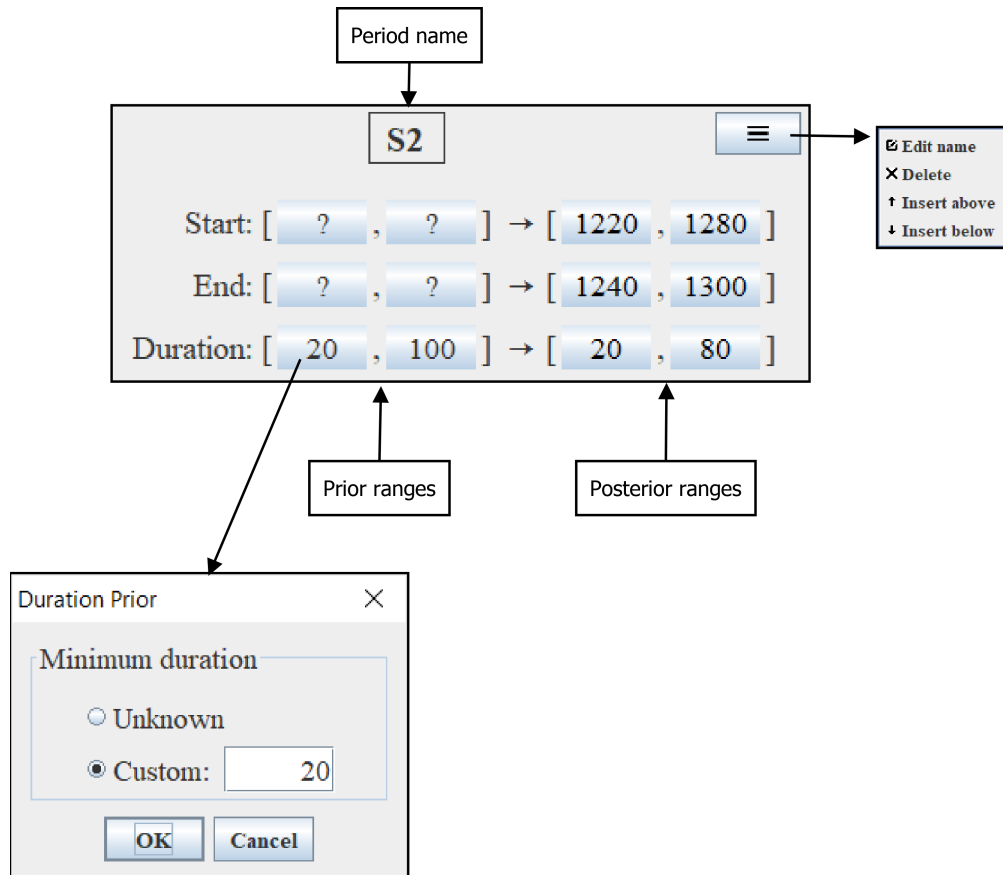 Period name
S2
≡
Edit name
Delete
Insert above
Insert below
Start: [ ? , ? ] → [ 1220 , 1280 ]
End: [ ? , ? ] → [ 1240 , 1300 ]
Duration: [ 20 , 100 ] → [ 20 , 80 ]
Prior ranges
Posterior ranges
Duration Prior
Minimum duration
Unknown
Custom: 20
OK Cancel